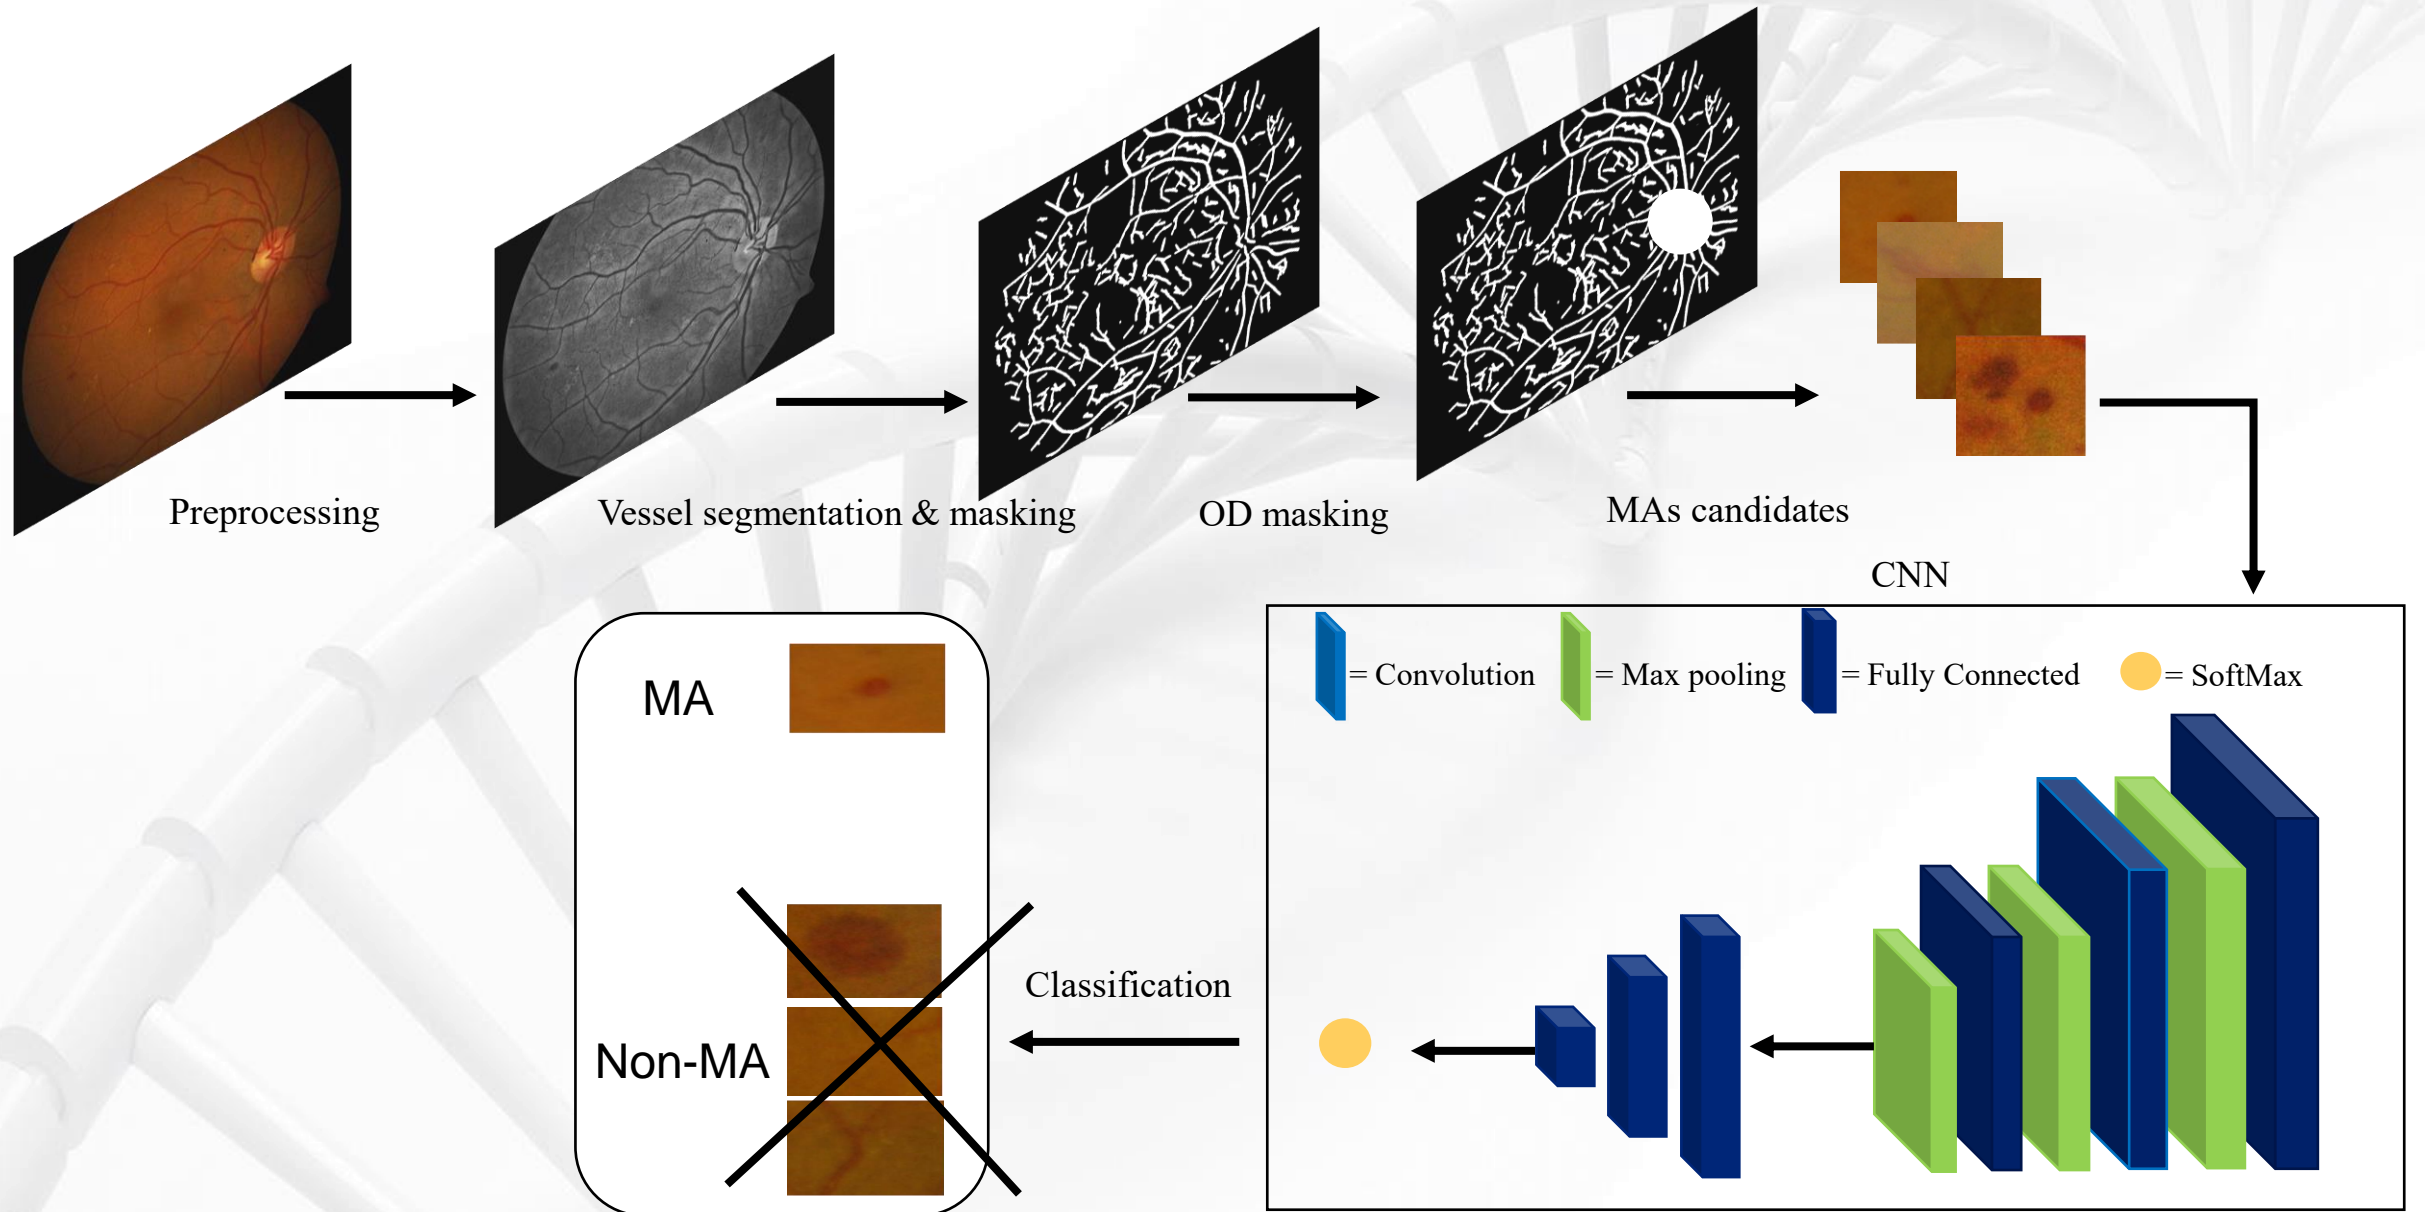 Preprocessing
Vessel segmentation & masking
OD masking
MAs candidates
CNN
= Convolution
= Max pooling
= Fully Connected
= SoftMax
MA
Classification
Non-MA